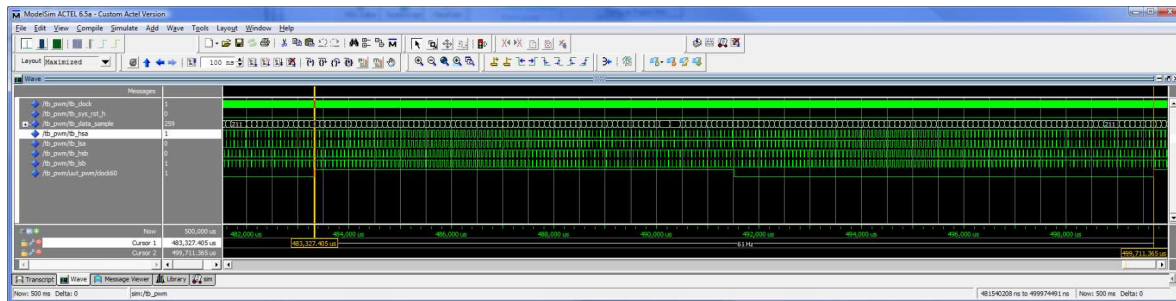 ModelSim ACTEL 6.5a - Custom Actel Version
File Edit View Compile Simulate Add Wave Tools Layout Window Help
Layout Maximized
100 ns
Wave
Messages
/tb_pwm/tb_clock 1
/tb_pwm/tb_sys_rst_h 0
/tb_pwm/tb_data_sample 259 211 211
/tb_pwm/tb_hsa 1
/tb_pwm/tb_lsa 0
/tb_pwm/tb_hsb 0
/tb_pwm/tb_lsb 1
/tb_pwm/uut_pwm/clock60 1
Now 500,000 us 482,000 us 484,000 us 486,000 us 488,000 us 490,000 us 492,000 us 494,000 us 496,000 us 498,000 us
Cursor 1 483,327.405 us 483,327.405 us 61 Hz
Cursor 2 499,711.365 us 499,711.365 us
Transcript Wave Message Viewer Library sim
Now: 500 ms Delta: 0 sim:/tb_pwm 481540208 ns to 499974491 ns Now: 500 ms Delta: 0